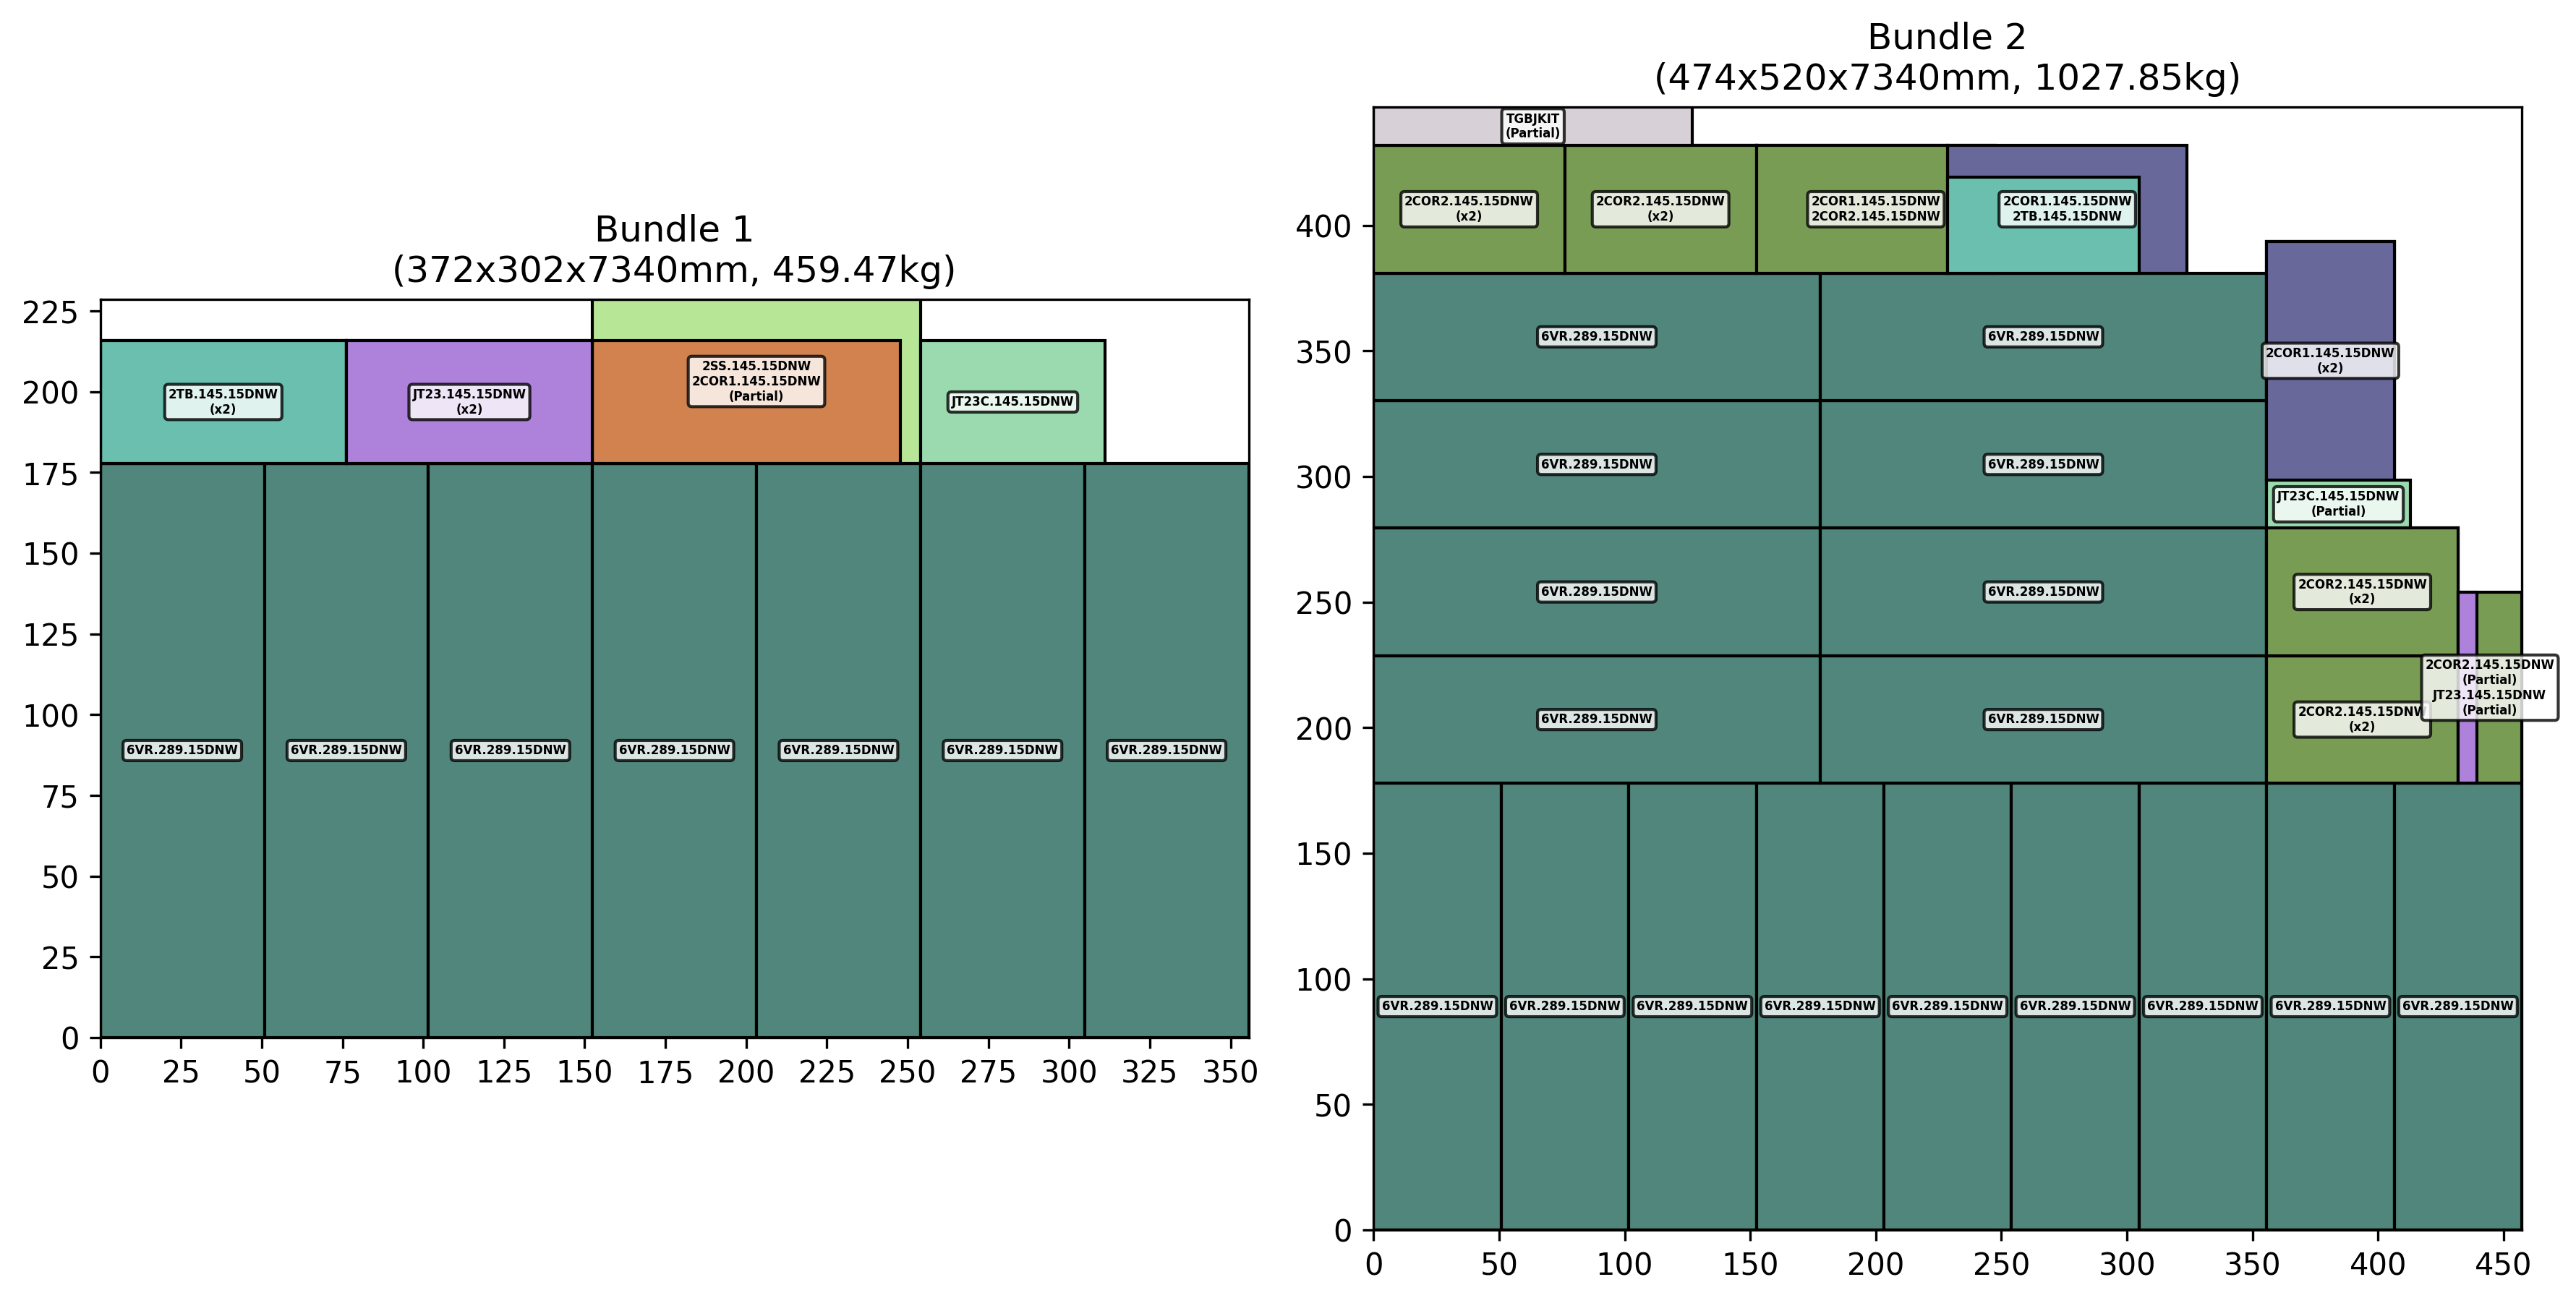 Bundle 1
(372x302x7340mm, 459.47kg)
225
200
175
150
125
100
75
50
25
0
2TB.145.15DNW
(x2)
JT23.145.15DNW
(x2)
2SS.145.15DNW
2COR1.145.15DNW
(Partial)
JT23C.145.15DNW
6VR.289.15DNW
6VR.289.15DNW
6VR.289.15DNW
6VR.289.15DNW
6VR.289.15DNW
6VR.289.15DNW
6VR.289.15DNW
0 25 50 75 100 125 150 175 200 225 250 275 300 325 350
Bundle 2
(474x520x7340mm, 1027.85kg)
400
350
300
250
200
150
100
50
0
TGBJKIT
(Partial)
2COR2.145.15DNW
(x2)
2COR2.145.15DNW
(x2)
2COR1.145.15DNW
2COR2.145.15DNW
2COR1.145.15DNW
2TB.145.15DNW
6VR.289.15DNW
6VR.289.15DNW
2COR1.145.15DNW
(x2)
6VR.289.15DNW
6VR.289.15DNW
JT23C.145.15DNW
(Partial)
6VR.289.15DNW
6VR.289.15DNW
2COR2.145.15DNW
(x2)
6VR.289.15DNW
6VR.289.15DNW
2COR2.145.15DNW
(x2)
2COR2.145.15DNW
(Partial)
JT23.145.15DNW
(Partial)
6VR.289.15DNW
6VR.289.15DNW
6VR.289.15DNW
6VR.289.15DNW
6VR.289.15DNW
6VR.289.15DNW
6VR.289.15DNW
6VR.289.15DNW
6VR.289.15DNW
0 50 100 150 200 250 300 350 400 450